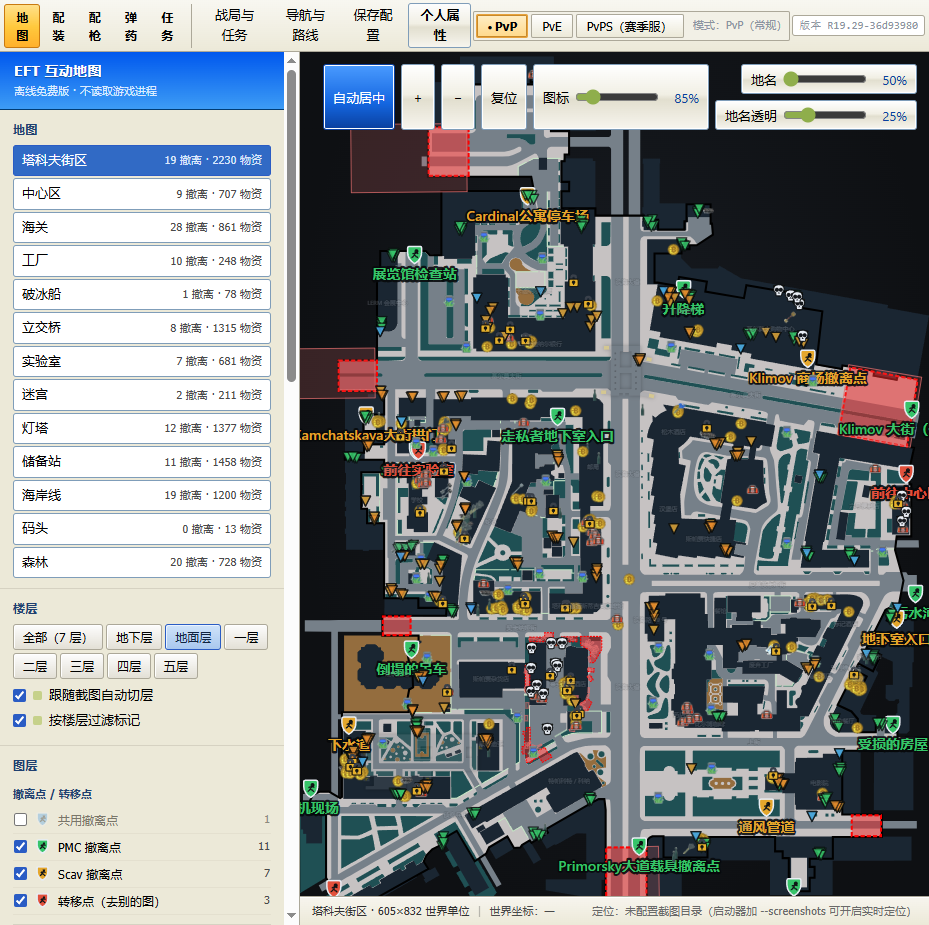 地图
配装
配枪
弹药
任务
战局与任务
导航与路线
保存配置
个人属性
• PvP
PvE
PvPS（赛季服）
模式：PvP（常规）
版本 R19.29-36d93980
EFT 互动地图
离线免费版 · 不读取游戏进程
地图
塔科夫街区 19 撤离 · 2230 物资
中心区 9 撤离 · 707 物资
海关 28 撤离 · 861 物资
工厂 10 撤离 · 248 物资
破冰船 1 撤离 · 78 物资
立交桥 8 撤离 · 1315 物资
实验室 7 撤离 · 681 物资
迷宫 2 撤离 · 211 物资
灯塔 12 撤离 · 1377 物资
储备站 11 撤离 · 1458 物资
海岸线 19 撤离 · 1200 物资
码头 0 撤离 · 13 物资
森林 20 撤离 · 728 物资
楼层
全部（7 层） 地下层 地面层 一层
二层 三层 四层 五层
跟随截图自动切层
按楼层过滤标记
图层
撤离点 / 转移点
共用撤离点 1
PMC 撤离点 11
Scav 撤离点 7
转移点（去别的图） 3
自动居中
+
−
复位
图标 85%
地名 50%
地名透明 25%
Cardinal公寓停车场
展览馆检查站
升降梯
Klimov 商场撤离点
Klimov 大街（
走私者地下室入口
前往实验室
倒塌的吊车
地下室入口
下水道
受损的房屋
机现场
通风管道
Primorsky大道载具撤离点
塔科夫街区 · 605×832 世界单位 | 世界坐标：—
定位：未配置截图目录（启动器加 --screenshots 可开启实时定位）